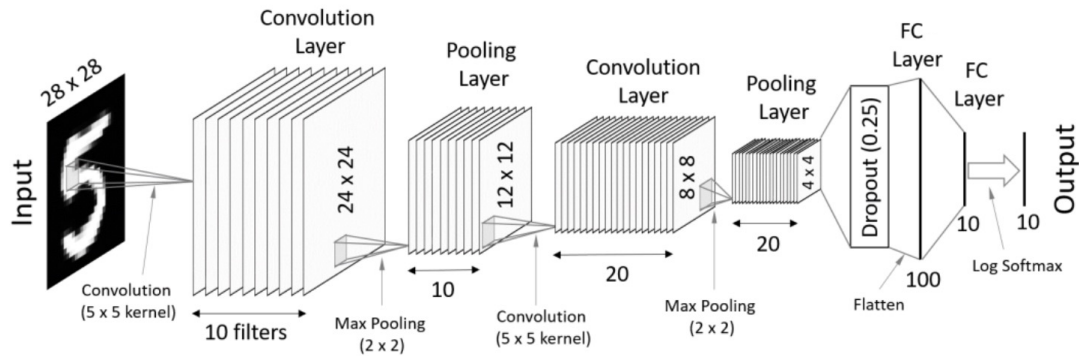 Input
28 x 28
Convolution
(5 x 5 kernel)
Convolution
Layer
24 x 24
10 filters
Max Pooling
(2 x 2)
Pooling
Layer
12 x 12
10
Convolution
(5 x 5 kernel)
Convolution
Layer
8 x 8
20
Max Pooling
(2 x 2)
Pooling
Layer
4 x 4
20
Dropout (0.25)
Flatten
FC
Layer
100
FC
Layer
10
Log Softmax
10
Output
5